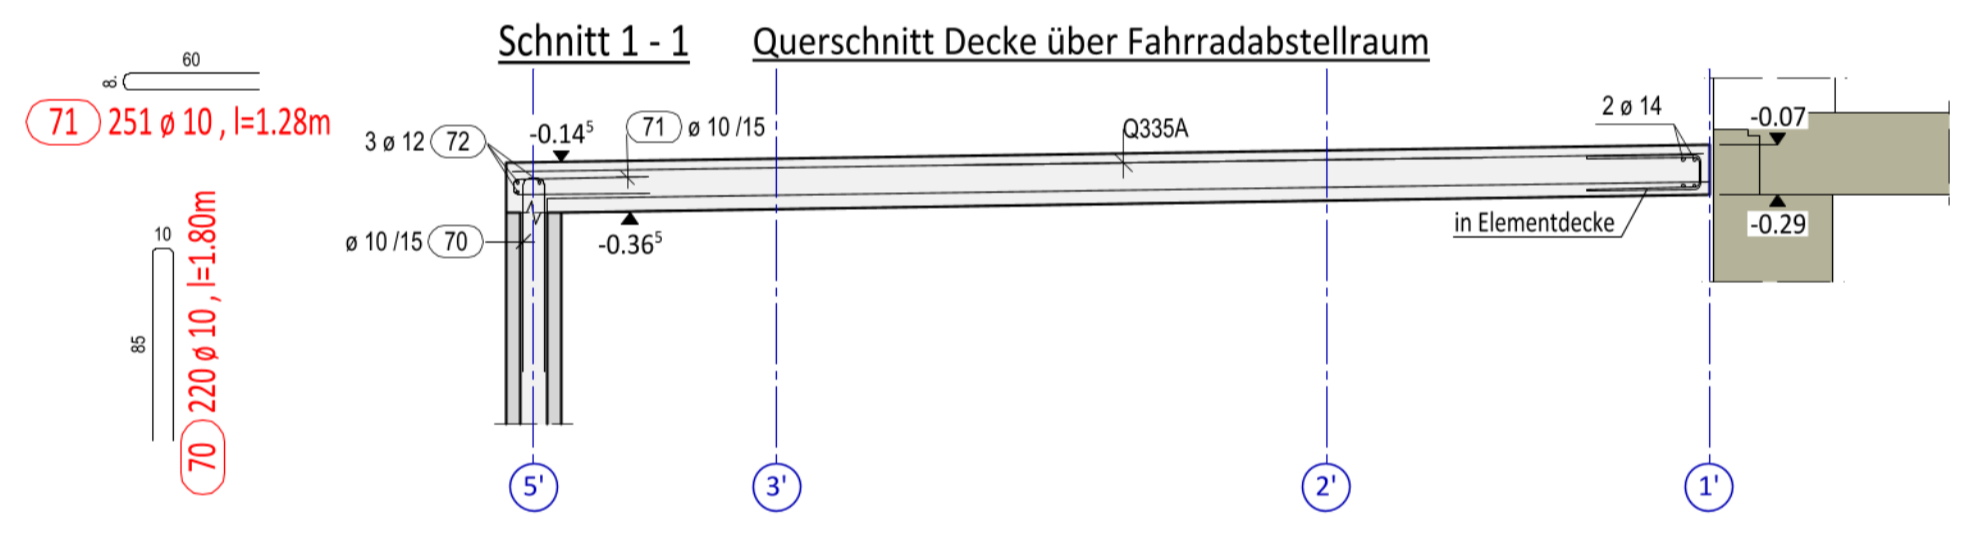 Schnitt 1 - 1
Querschnitt Decke über Fahrradabstellraum
60
8.
71 251 ø 10 , l=1.28m
3 ø 12 72
-0.14⁵
71 ø 10 /15
Q335A
2 ø 14
-0.07
ø 10 /15 70
-0.36⁵
in Elementdecke
-0.29
10
85
70 220 ø 10 , l=1.80m
5'
3'
2'
1'